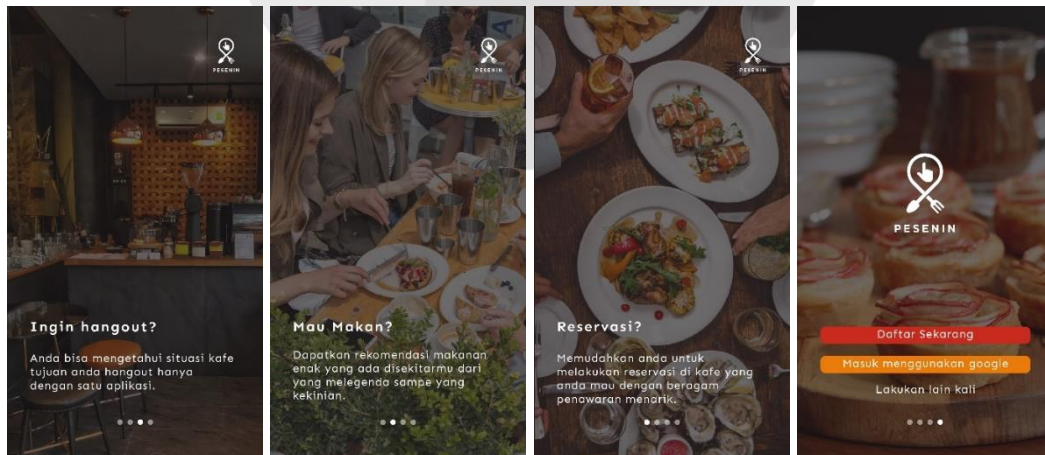 PESENIN
Ingin hangout?
Anda bisa mengetahui situasi kafe
tujuan anda hangout hanya
dengan satu aplikasi.
PESENIN
Mau Makan?
Dapatkan rekomendasi makanan
enak yang ada disekitarmu dari
yang melegenda sampe yang
kekinian.
PESENIN
Reservasi?
Memudahkan anda untuk
melakukan reservasi di kafe yang
anda mau dengan beragam
penawaran menarik.
PESENIN
Daftar Sekarang
Masuk menggunakan google
Lakukan lain kali